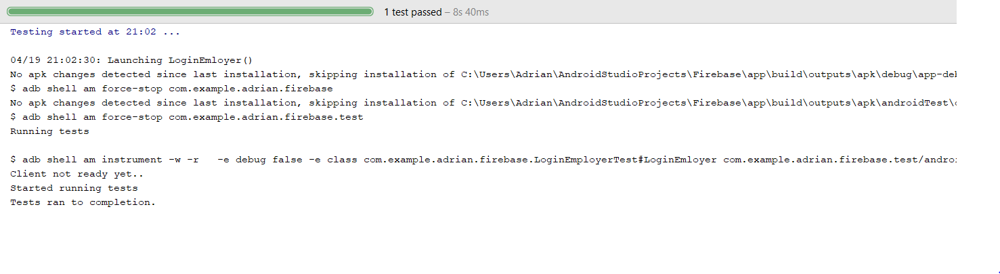 1 test passed – 8s 40ms
Testing started at 21:02 ...
04/19 21:02:30: Launching LoginEmloyer()
No apk changes detected since last installation, skipping installation of C:\Users\Adrian\AndroidStudioProjects\Firebase\app\build\outputs\apk\debug\app-del
$ adb shell am force-stop com.example.adrian.firebase
No apk changes detected since last installation, skipping installation of C:\Users\Adrian\AndroidStudioProjects\Firebase\app\build\outputs\apk\androidTest\
$ adb shell am force-stop com.example.adrian.firebase.test
Running tests
$ adb shell am instrument -w -r   -e debug false -e class com.example.adrian.firebase.LoginEmployerTest#LoginEmloyer com.example.adrian.firebase.test/andro
Client not ready yet..
Started running tests
Tests ran to completion.